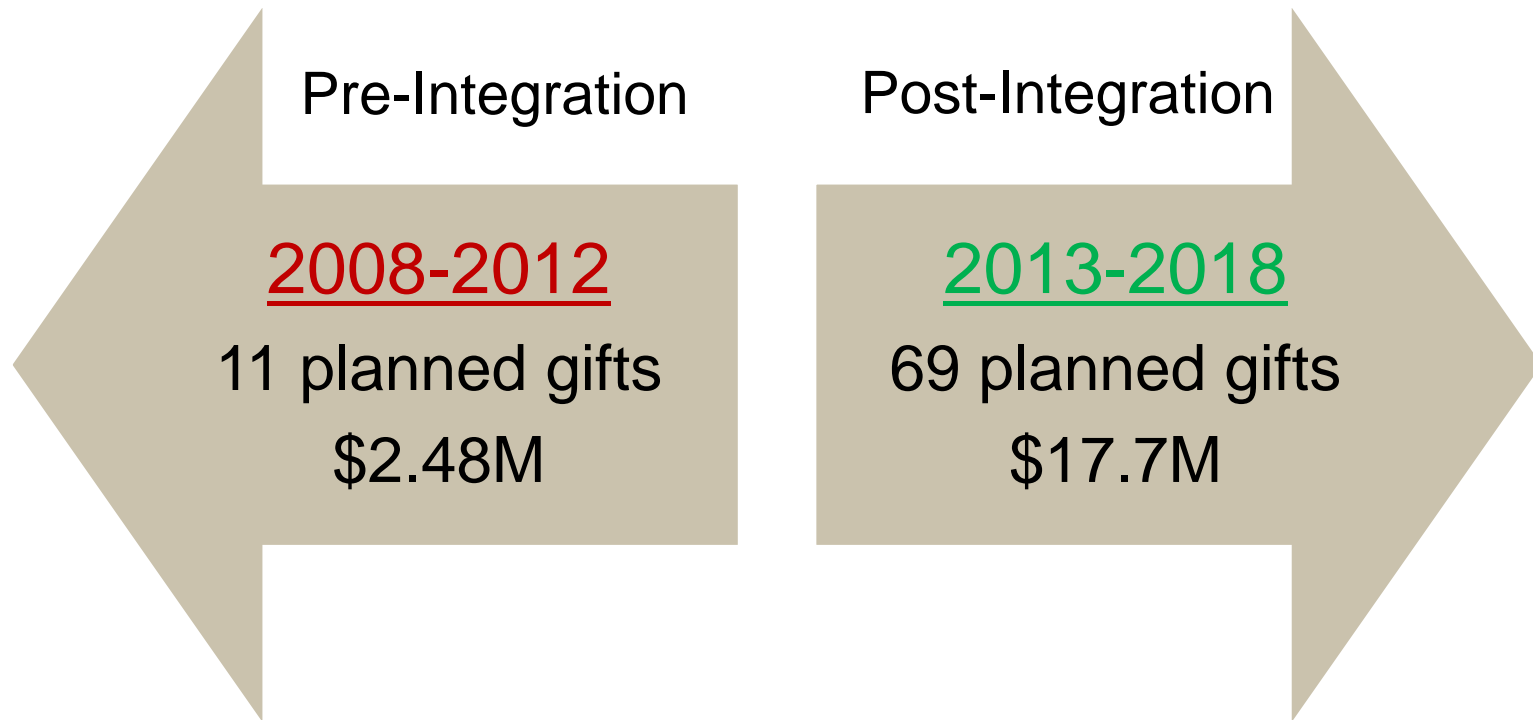 Pre-Integration
2008-2012
11 planned gifts
$2.48M
Post-Integration
2013-2018
69 planned gifts
$17.7M